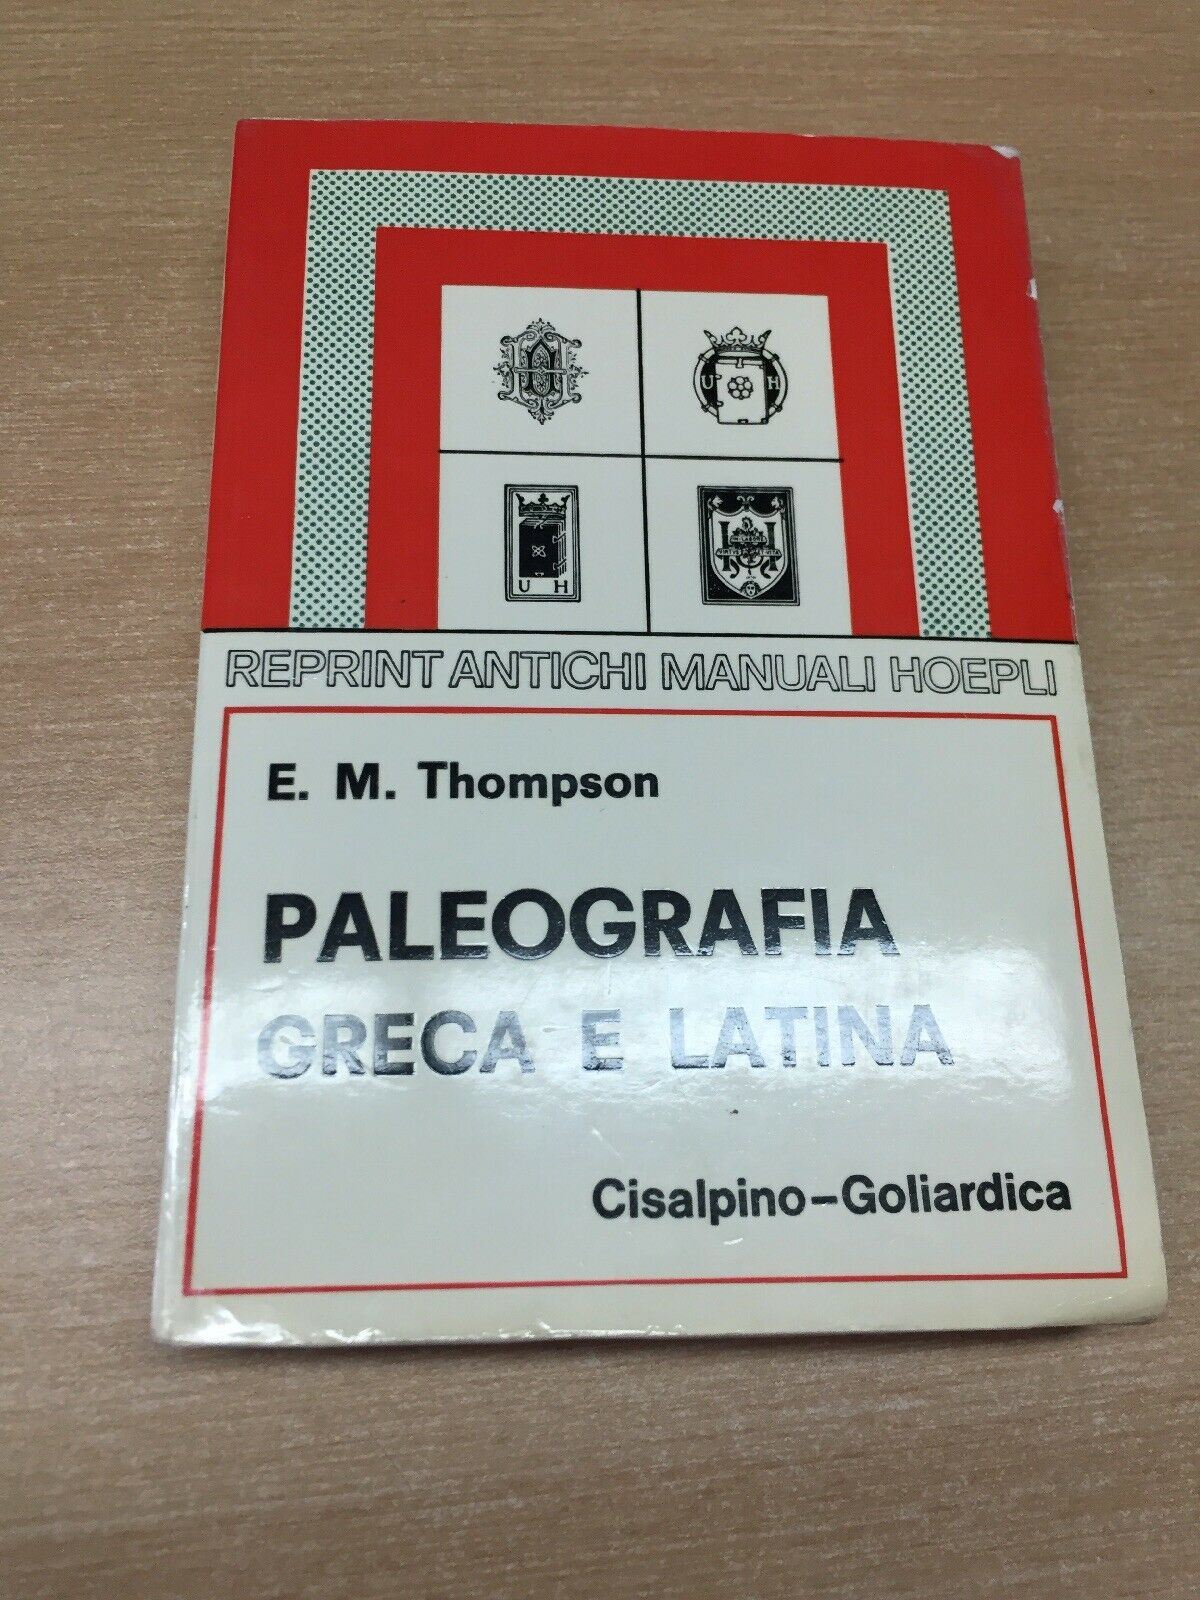 U H
U H
REPRINT ANTICHI MANUALI HOEPLI
E. M. Thompson
PALEOGRAFIA
GRECA E LATINA
Cisalpino-Goliardica